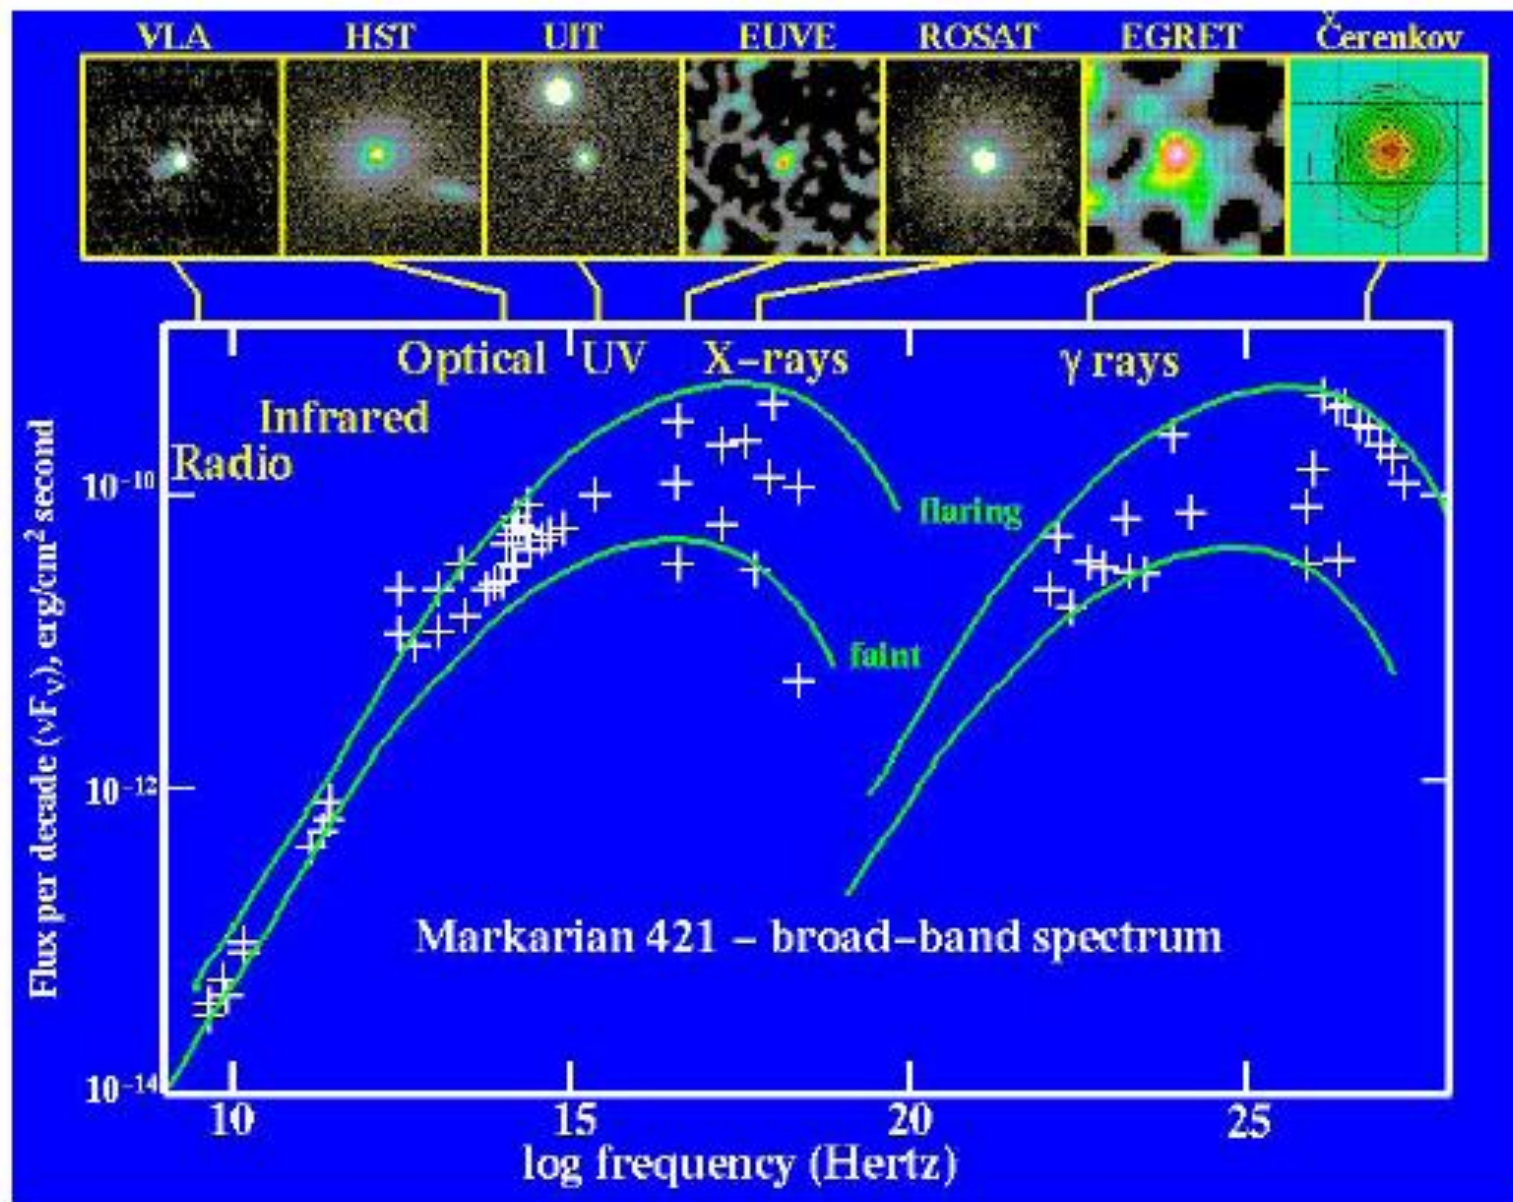 VLA HST UIT EUVE ROSAT EGRET Čerenkov
Optical UV X-rays γ rays
Infrared
Radio
Flux per decade (νFν), erg/cm² second
10⁻¹⁰
flaring
faint
10⁻¹²
Markarian 421 – broad-band spectrum
10⁻¹⁴
10 15 20 25
log frequency (Hertz)